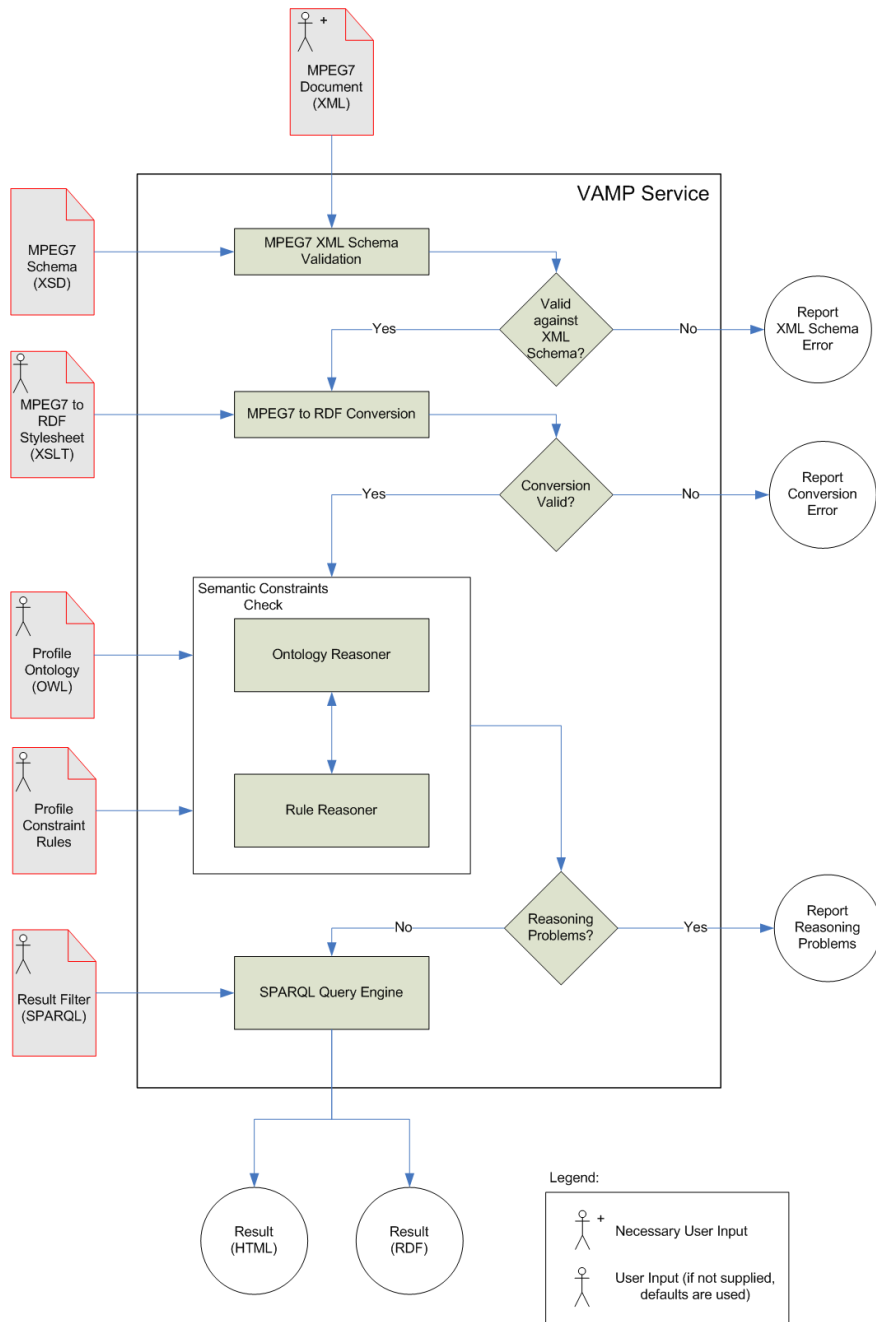 +
MPEG7
Document
(XML)
VAMP Service
MPEG7
Schema
(XSD)
MPEG7 XML Schema
Validation
Valid
against
XML
Schema?
Yes
No
Report
XML Schema
Error
MPEG7 to
RDF
Stylesheet
(XSLT)
MPEG7 to RDF Conversion
Conversion
Valid?
Yes
No
Report
Conversion
Error
Semantic Constraints
Check
Profile
Ontology
(OWL)
Ontology Reasoner
Profile
Constraint
Rules
Rule Reasoner
Reasoning
Problems?
No
Yes
Report
Reasoning
Problems
Result Filter
(SPARQL)
SPARQL Query Engine
Result
(HTML)
Result
(RDF)
Legend:
+
Necessary User Input
User Input (if not supplied,
defaults are used)